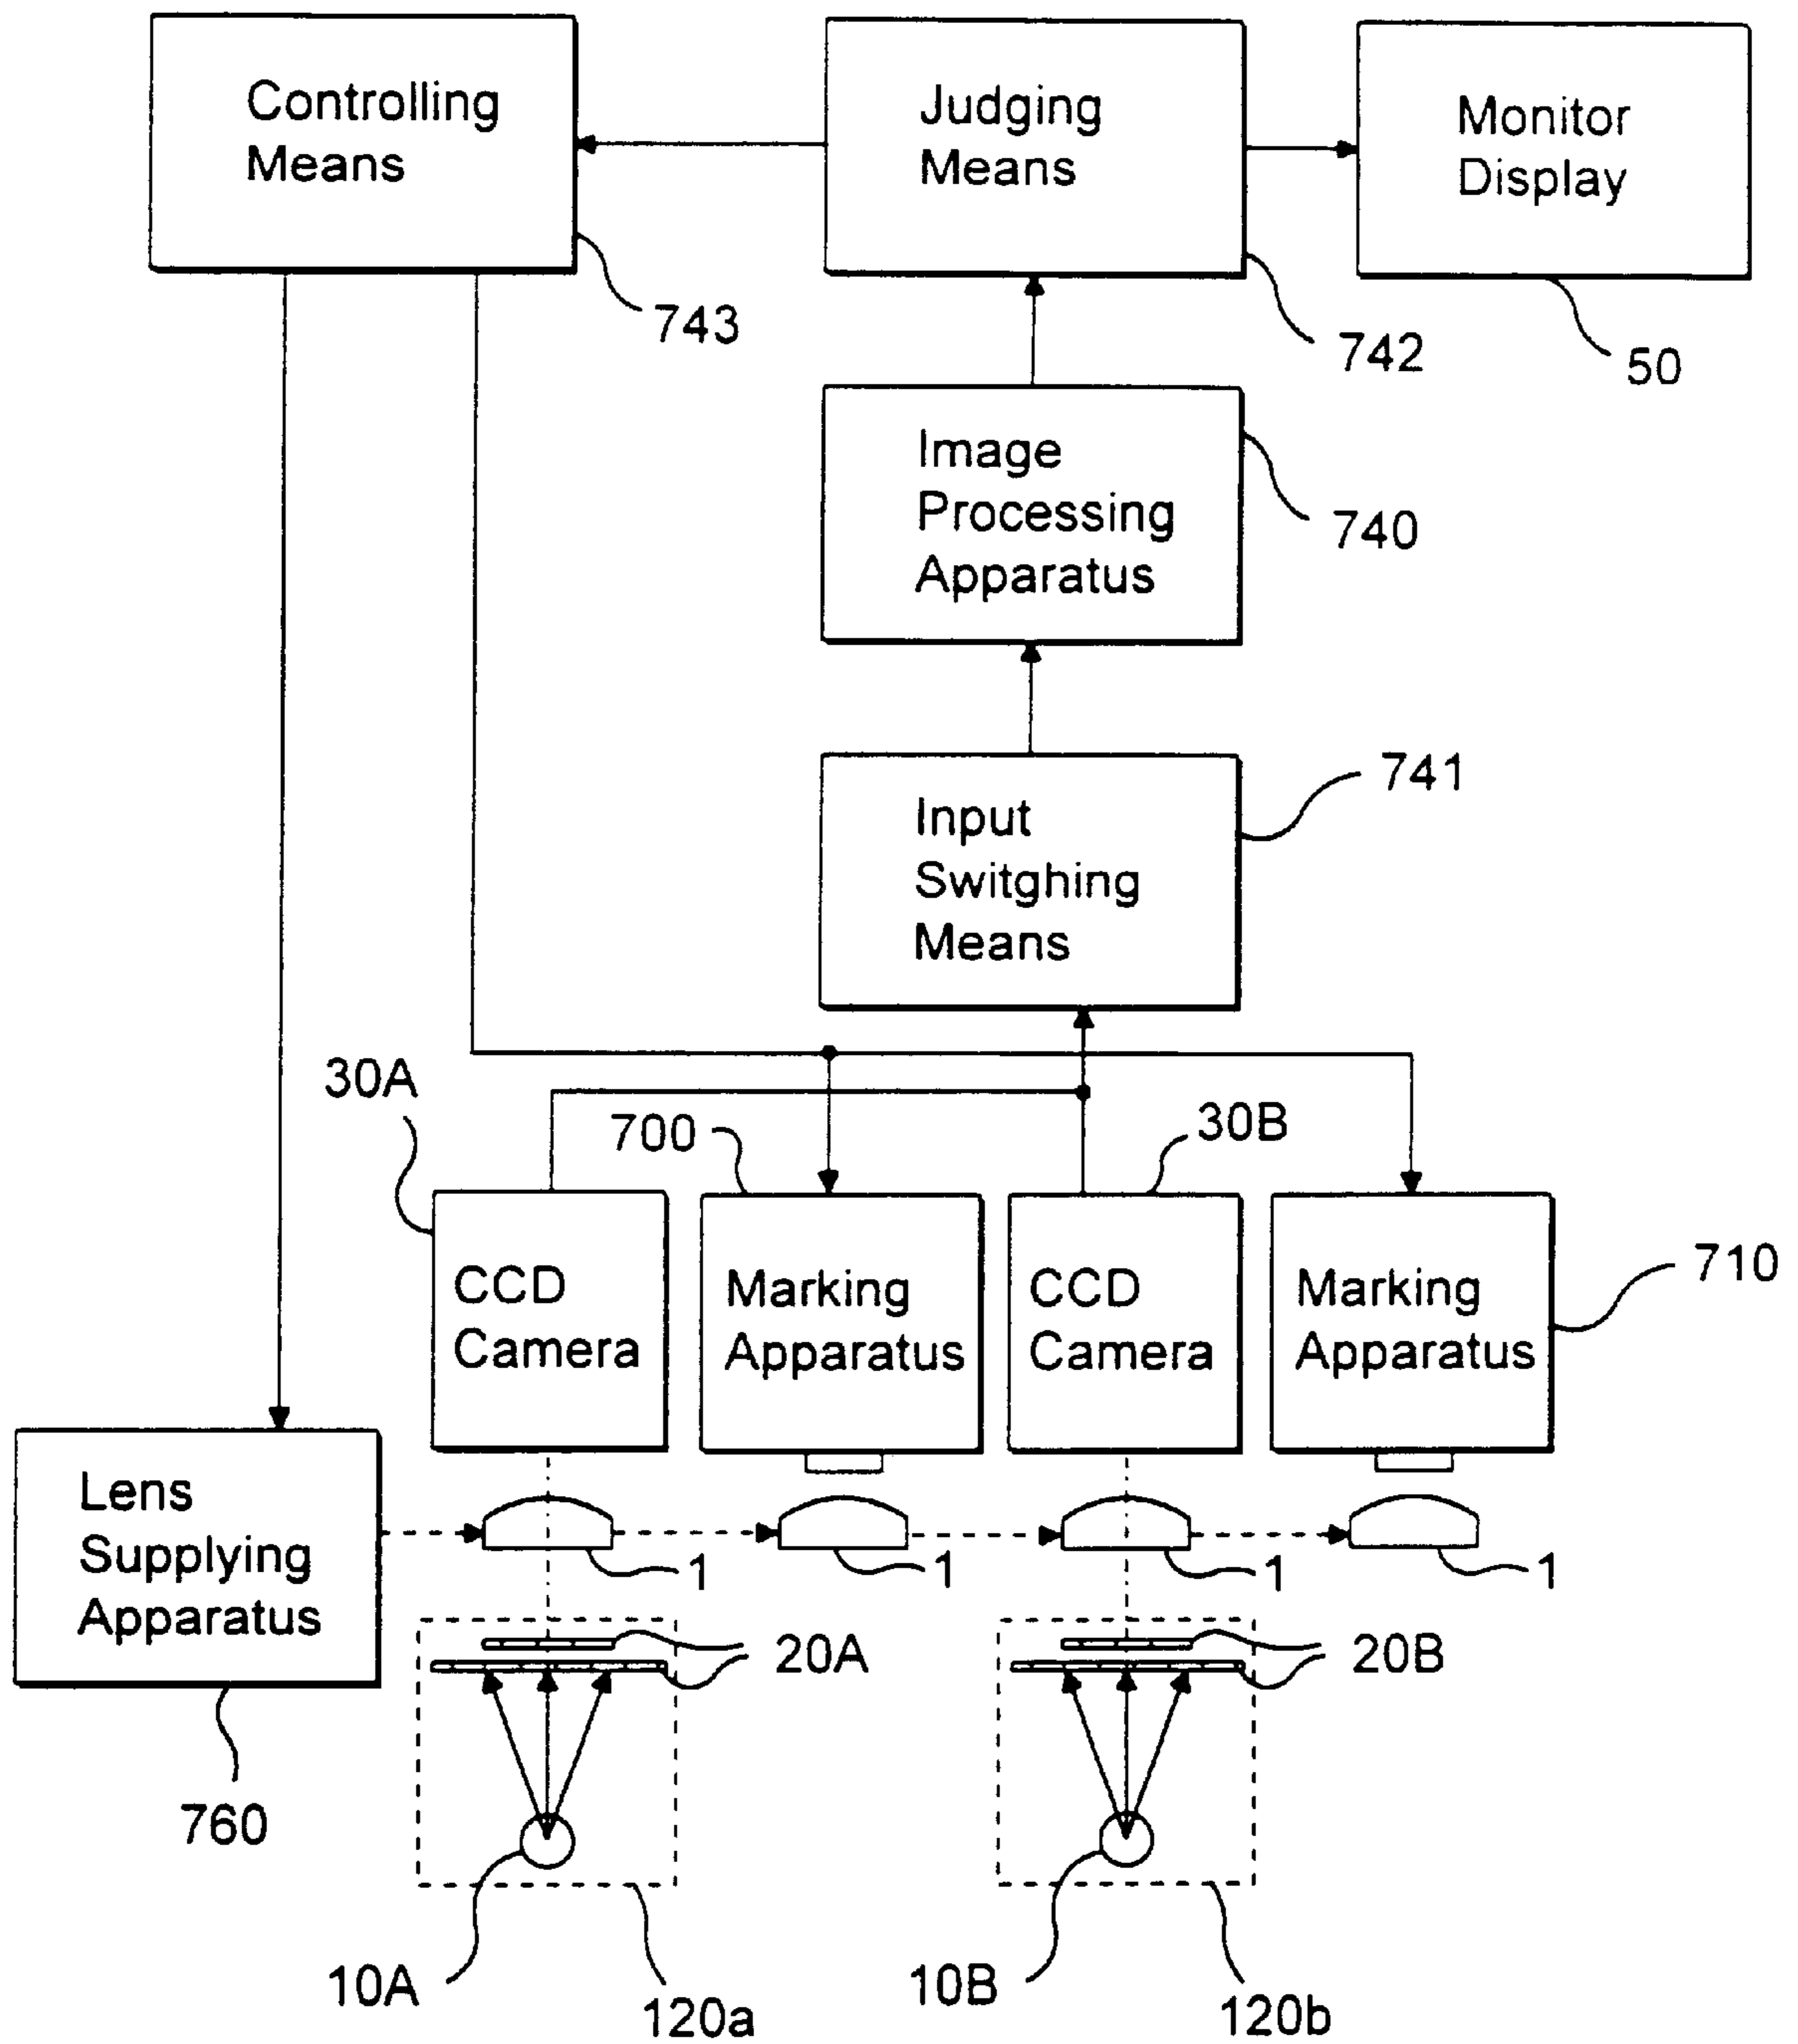 Controlling
Means
Judging
Means
Monitor
Display
743
742
50
Image
Processing
Apparatus
740
Input
Switghing
Means
741
30A
700
30B
CCD
Camera
Marking
Apparatus
CCD
Camera
Marking
Apparatus
710
Lens
Supplying
Apparatus
1
1
1
1
20A
20B
760
10A
120a
10B
120b